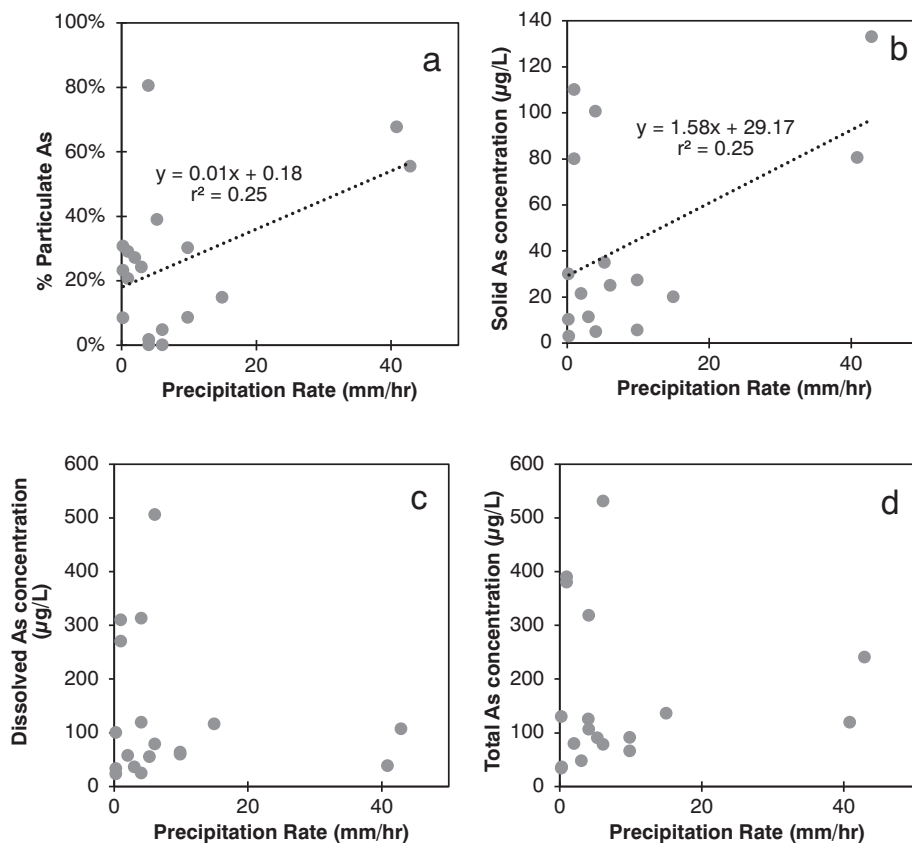 100%
80%
60%
40%
20%
0%
% Particulate As
a
y = 0.01x + 0.18
r² = 0.25
0
20
40
Precipitation Rate (mm/hr)
140
120
100
80
60
40
20
0
Solid As concentration (µg/L)
b
y = 1.58x + 29.17
r² = 0.25
0
20
40
Precipitation Rate (mm/hr)
600
500
400
300
200
100
0
Dissolved As concentration
(µg/L)
c
0
20
40
Precipitation Rate (mm/hr)
600
500
400
300
200
100
0
Total As concentration (µg/L)
d
0
20
40
Precipitation Rate (mm/hr)